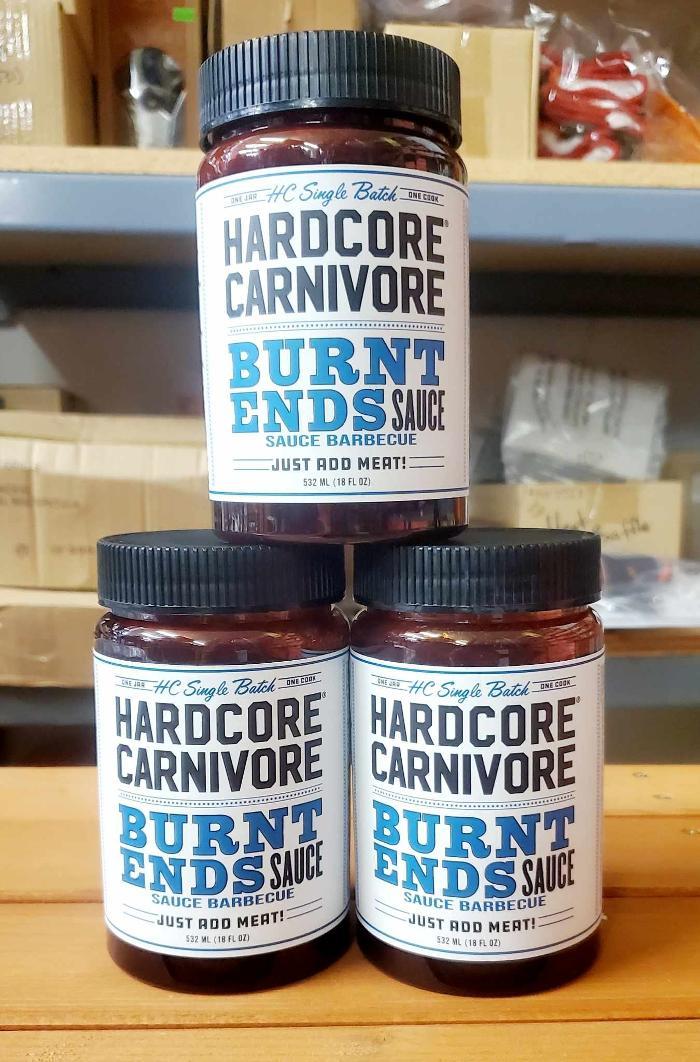 ONE JAR HC Single Batch ONE COOK
HARDCORE®
CARNIVORE
BURNT
ENDS SAUCE
SAUCE BARBECUE
JUST ADD MEAT!
532 ML (18 FL OZ)
ONE JAR HC Single Batch ONE COOK
HARDCORE®
CARNIVORE
BURNT
ENDS SAUCE
SAUCE BARBECUE
JUST ADD MEAT!
532 ML (18 FL OZ)
ONE JAR HC Single Batch ONE COOK
HARDCORE®
CARNIVORE
BURNT
ENDS SAUCE
SAUCE BARBECUE
JUST ADD MEAT!
532 ML (18 FL OZ)